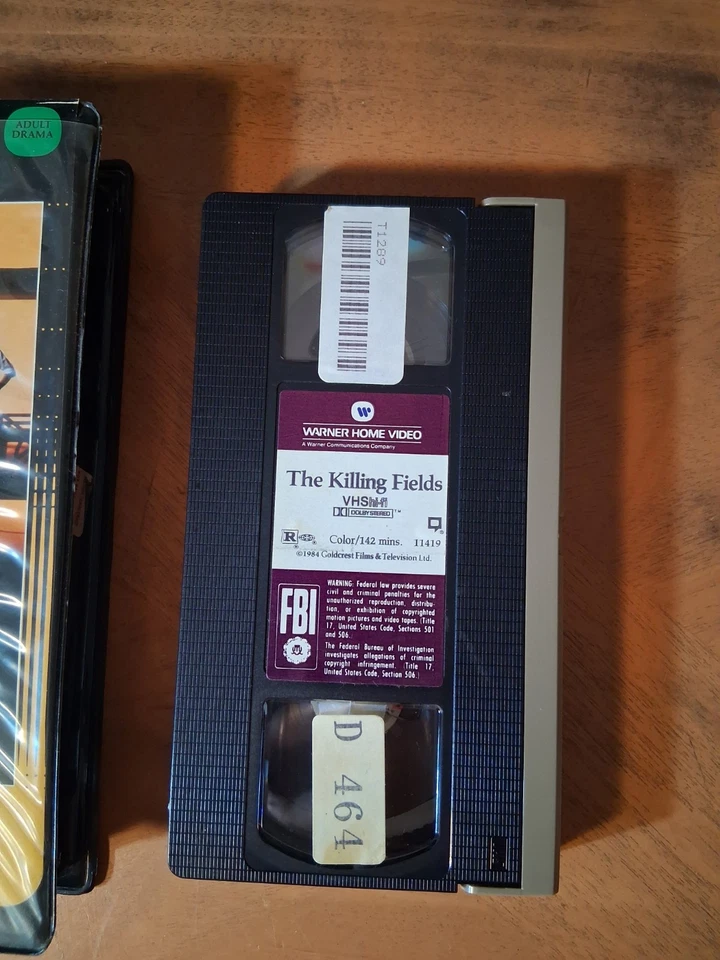 ADULT
DRAMA
T1289
WARNER HOME VIDEO
A Warner Communications Company
The Killing Fields
VHS hi-fi
DOLBY STEREO™
R Color/142 mins. 11419
©1984 Goldcrest Films & Television Ltd.
FBI
WARNING: Federal law provides severe
civil and criminal penalties for the
unauthorized reproduction, distribu-
tion, or exhibition of copyrighted
motion pictures and video tapes. (Title
17, United States Code, Sections 501
and 506.)
The Federal Bureau of Investigation
investigates allegations of criminal
copyright infringement. (Title 17,
United States Code, Section 506.)
D 464